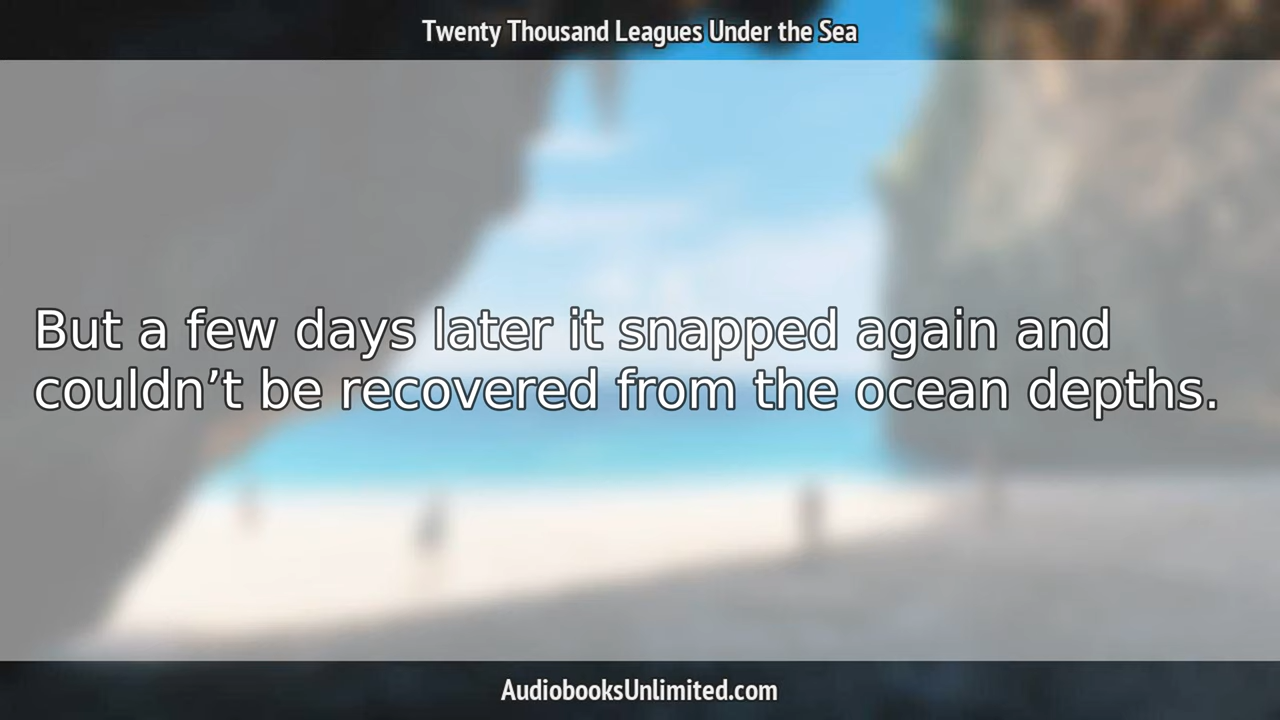 Twenty Thousand Leagues Under the Sea
But a few days later it snapped again and
couldn’t be recovered from the ocean depths.
AudiobooksUnlimited.com